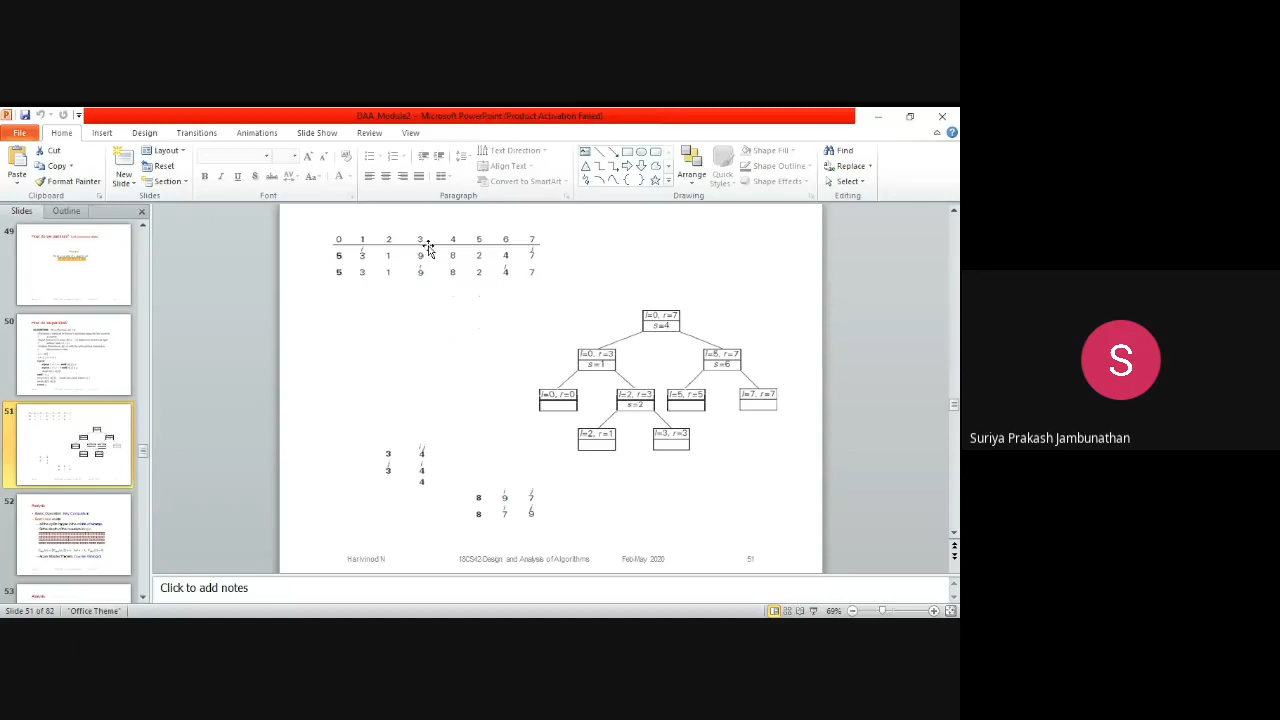 DAA_Module2 - Microsoft PowerPoint (Product Activation Failed)
File Home Insert Design Transitions Animations Slide Show Review View
Cut
Copy
Format Painter
Paste
Clipboard
New Slide
Layout
Reset
Section
Slides
B I U S abc AV Aa A
Font
Text Direction
Align Text
Convert to SmartArt
Paragraph
Arrange
Quick Styles
Shape Fill
Shape Outline
Shape Effects
Drawing
Find
Replace
Select
Editing
Slides Outline
49
50
51
52
53
0 1 2 3 4 5 6 7
i j
5 3 1 9 8 2 4 7
i j
5 3 1 9 8 2 4 7
l=0, r=7
s=4
l=0, r=3
s=1
l=5, r=7
s=6
l=0, r=0
l=2, r=3
s=2
l=5, r=5
l=7, r=7
l=2, r=1
l=3, r=3
i j
3 4
j i
3 4
4
i j
8 9 7
i j
8 7 9
Harivinod N 18CS42-Design and Analysis of Algorithms Feb-May 2020 51
Click to add notes
Slide 51 of 82 "Office Theme" 69%
S
Suriya Prakash Jambunathan